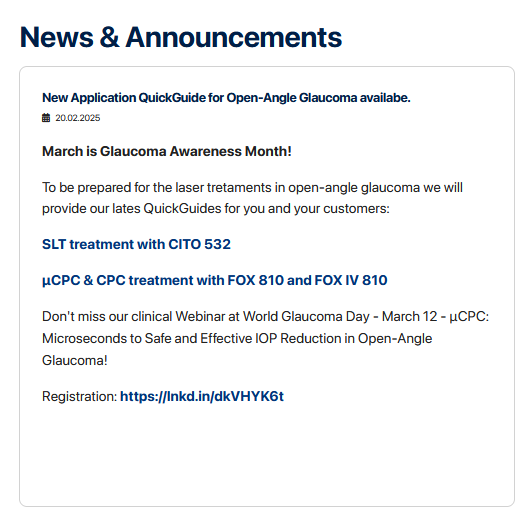 News & Announcements
New Application QuickGuide for Open-Angle Glaucoma availabe.
20.02.2025
March is Glaucoma Awareness Month!
To be prepared for the laser tretaments in open-angle glaucoma we will
provide our lates QuickGuides for you and your customers:
SLT treatment with CITO 532
µCPC & CPC treatment with FOX 810 and FOX IV 810
Don't miss our clinical Webinar at World Glaucoma Day - March 12 - µCPC:
Microseconds to Safe and Effective IOP Reduction in Open-Angle
Glaucoma!
Registration: https://lnkd.in/dkVHYK6t